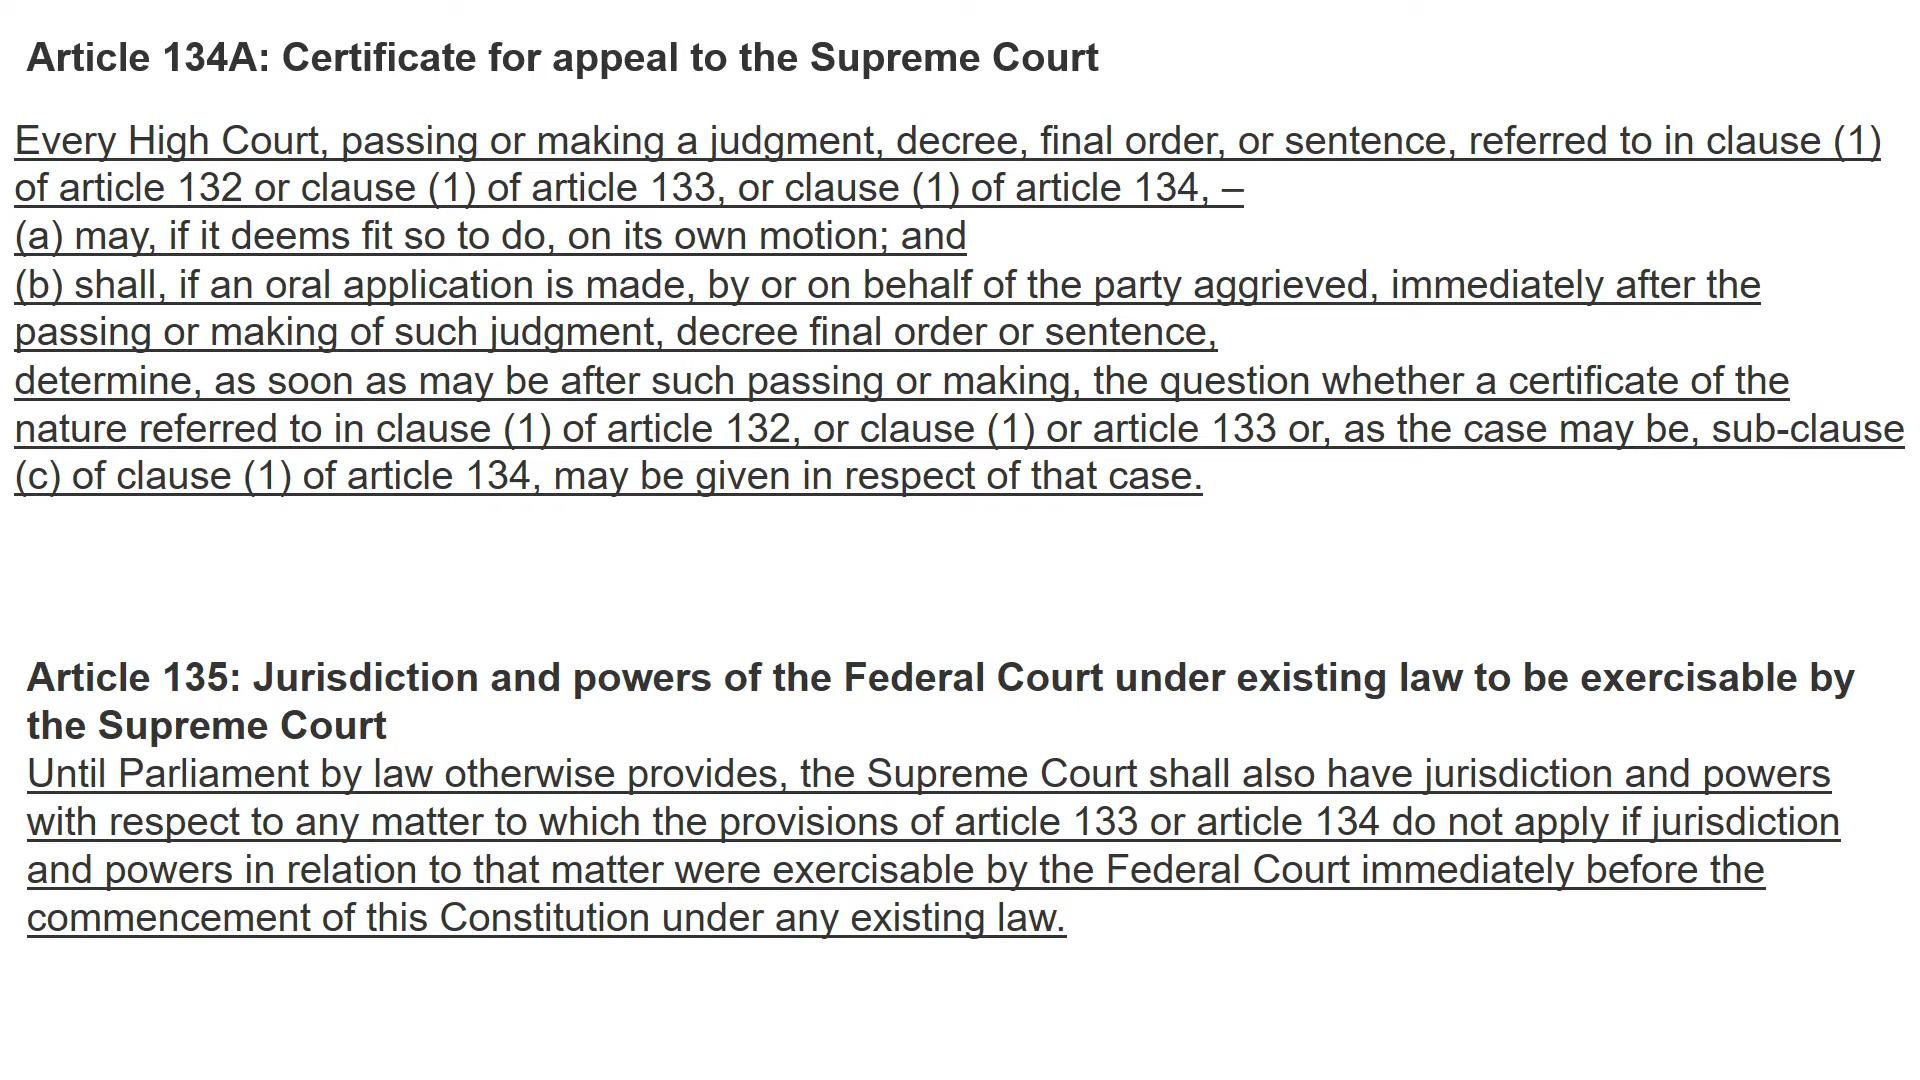 Article 134A: Certificate for appeal to the Supreme Court
Every High Court, passing or making a judgment, decree, final order, or sentence, referred to in clause (1)
of article 132 or clause (1) of article 133, or clause (1) of article 134, –
(a) may, if it deems fit so to do, on its own motion; and
(b) shall, if an oral application is made, by or on behalf of the party aggrieved, immediately after the
passing or making of such judgment, decree final order or sentence,
determine, as soon as may be after such passing or making, the question whether a certificate of the
nature referred to in clause (1) of article 132, or clause (1) or article 133 or, as the case may be, sub-clause
(c) of clause (1) of article 134, may be given in respect of that case.
Article 135: Jurisdiction and powers of the Federal Court under existing law to be exercisable by
the Supreme Court
Until Parliament by law otherwise provides, the Supreme Court shall also have jurisdiction and powers
with respect to any matter to which the provisions of article 133 or article 134 do not apply if jurisdiction
and powers in relation to that matter were exercisable by the Federal Court immediately before the
commencement of this Constitution under any existing law.